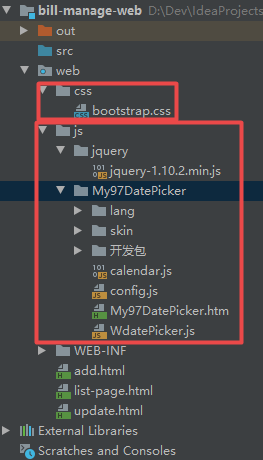 bill-manage-web D:\Dev\IdeaProjects
out
src
web
css
bootstrap.css
js
jquery
jquery-1.10.2.min.js
My97DatePicker
lang
skin
开发包
calendar.js
config.js
My97DatePicker.htm
WdatePicker.js
WEB-INF
add.html
list-page.html
update.html
External Libraries
Scratches and Consoles